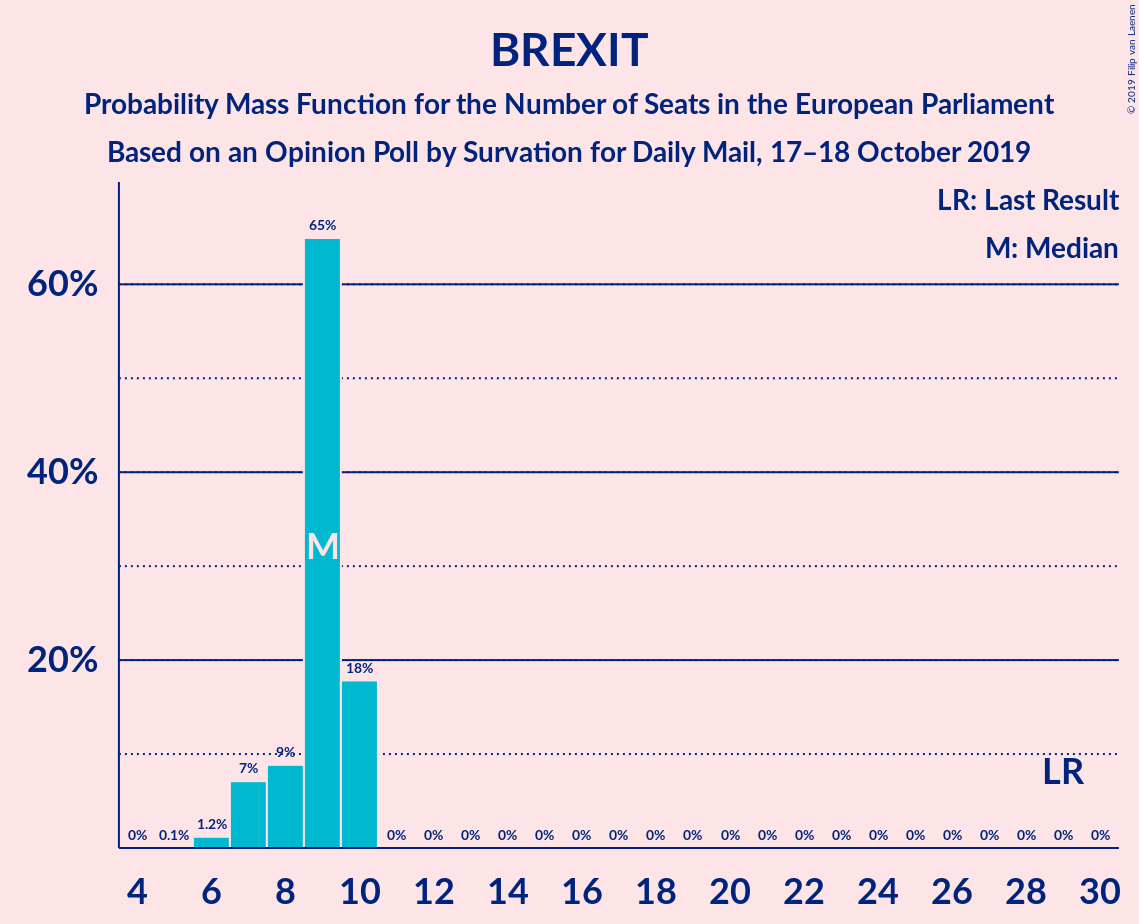 BREXIT
Probability Mass Function for the Number of Seats in the European Parliament
Based on an Opinion Poll by Survation for Daily Mail, 17–18 October 2019
© 2019 Filip van Laenen
LR: Last Result
M: Median
60%
40%
20%
65%
M
18%
9%
7%
1.2%
LR
0% 0.1% 0% 0% 0% 0% 0% 0% 0% 0% 0% 0% 0% 0% 0% 0% 0% 0% 0% 0% 0% 0%
4 6 8 10 12 14 16 18 20 22 24 26 28 30